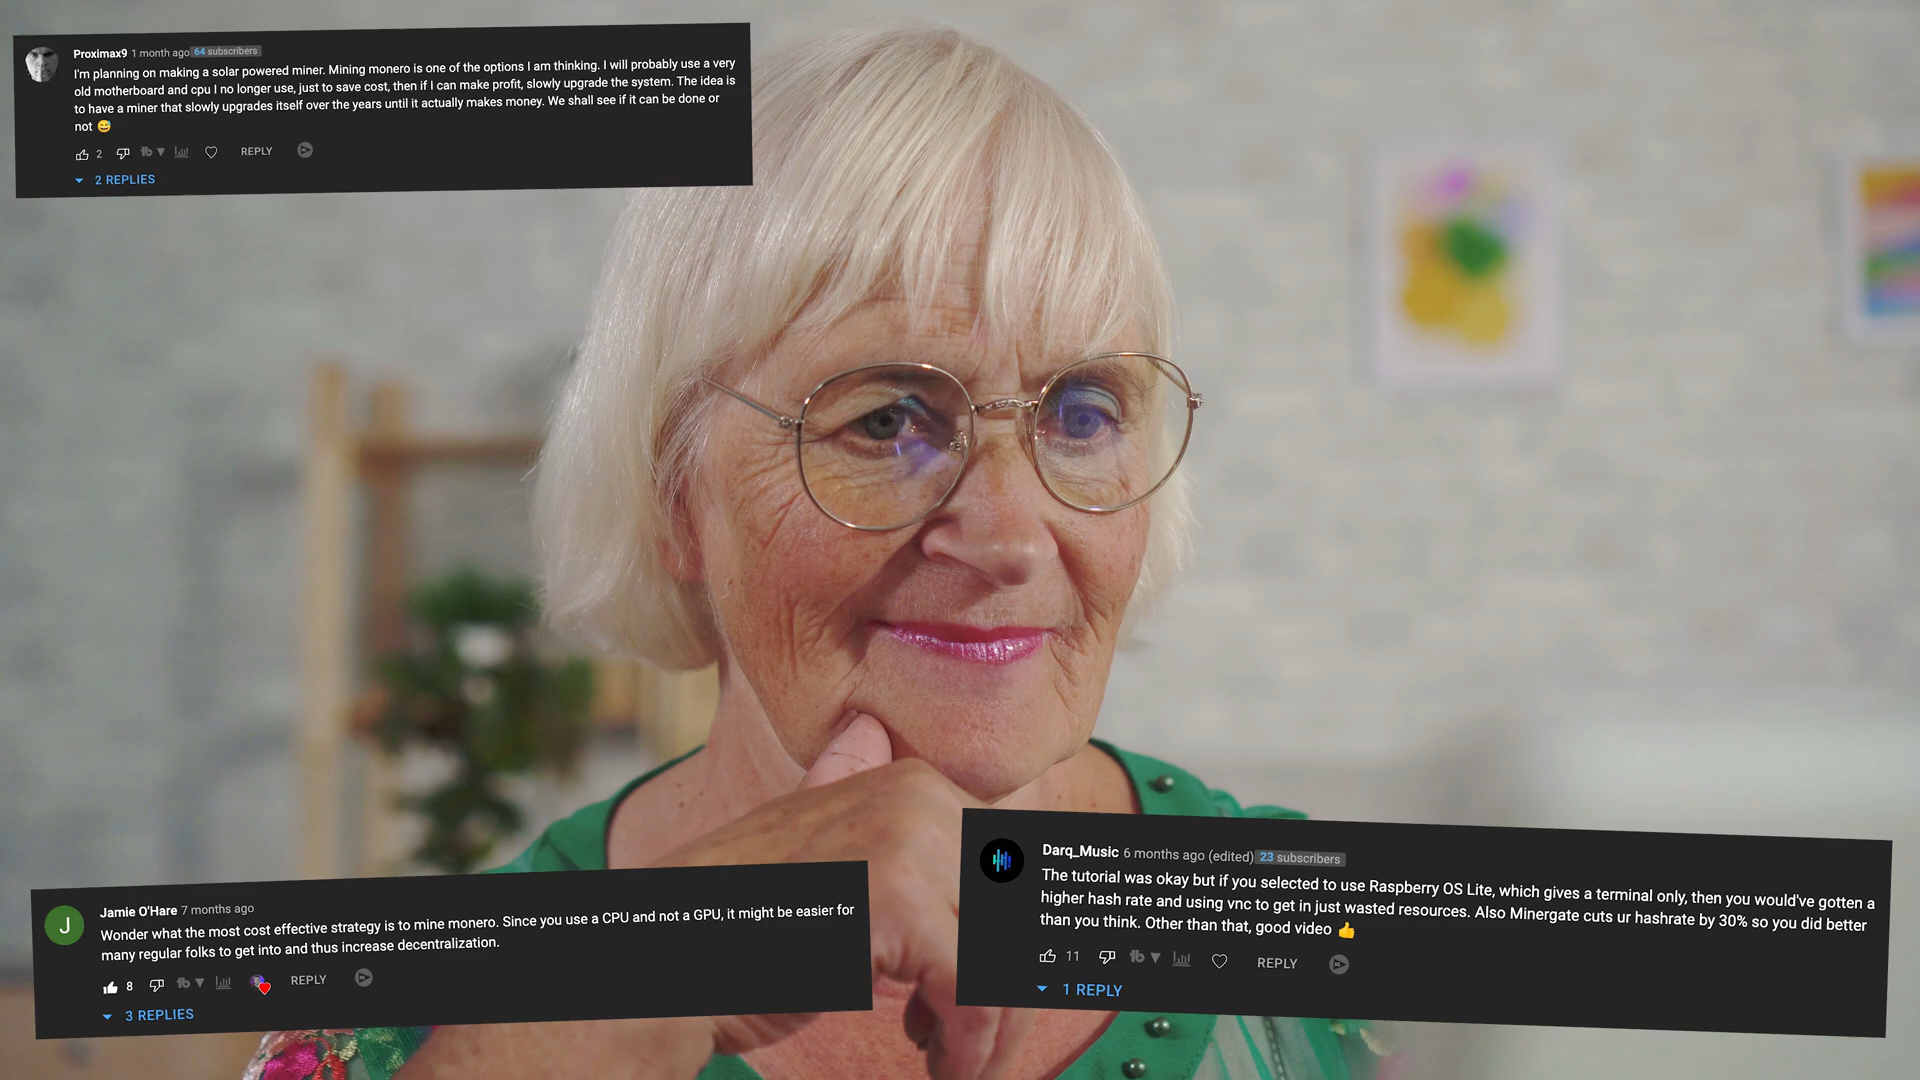 Proximax9 1 month ago 64 subscribers
I'm planning on making a solar powered miner. Mining monero is one of the options I am thinking. I will probably use a very
old motherboard and cpu I no longer use, just to save cost, then if I can make profit, slowly upgrade the system. The idea is
to have a miner that slowly upgrades itself over the years until it actually makes money. We shall see if it can be done or
not 😅
2 REPLY
2 REPLIES
J
Jamie O'Hare 7 months ago
Wonder what the most cost effective strategy is to mine monero. Since you use a CPU and not a GPU, it might be easier for
many regular folks to get into and thus increase decentralization.
8 REPLY
3 REPLIES
Darq_Music 6 months ago (edited) 23 subscribers
The tutorial was okay but if you selected to use Raspberry OS Lite, which gives a terminal only, then you would've gotten a
higher hash rate and using vnc to get in just wasted resources. Also Minergate cuts ur hashrate by 30% so you did better
than you think. Other than that, good video 👍
11 REPLY
1 REPLY